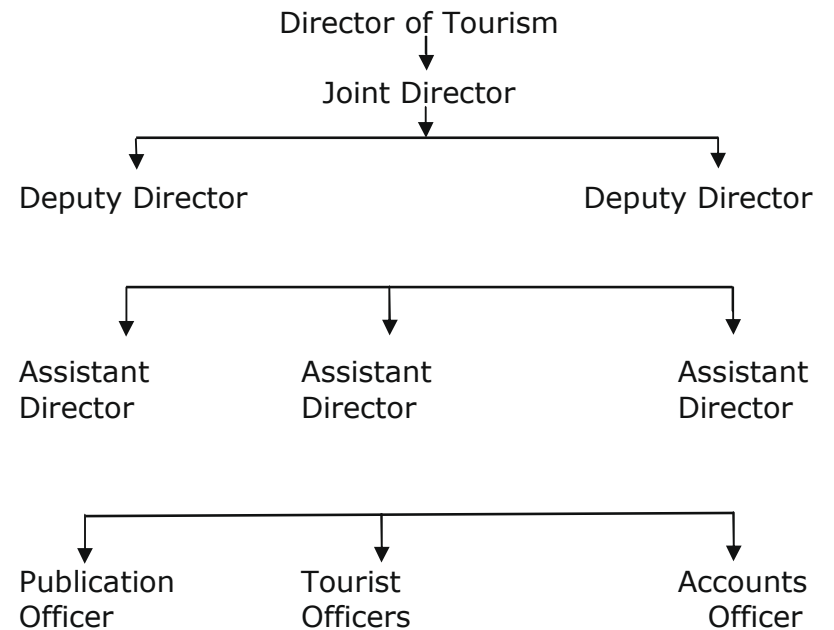 Director of Tourism
Joint Director
Deputy Director Deputy Director
Assistant Assistant Assistant
Director Director Director
Publication Tourist Accounts
Officer Officers Officer